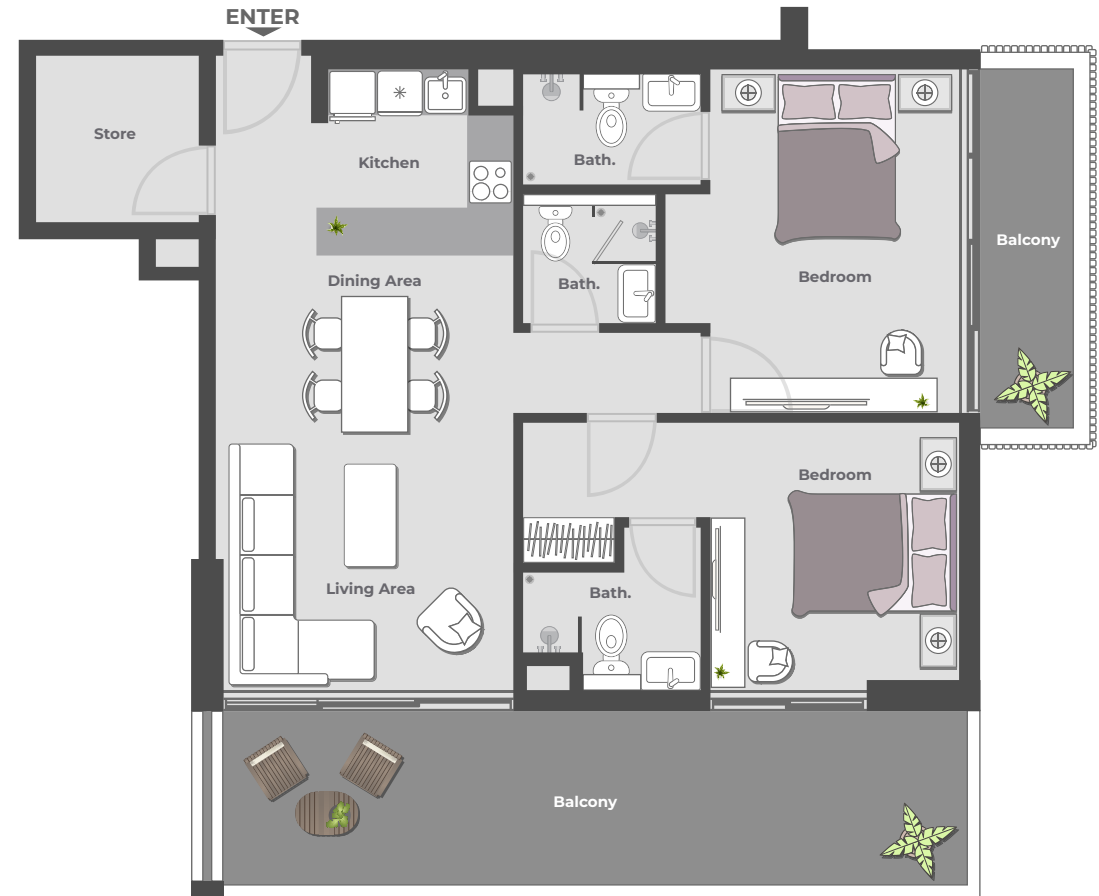 ENTER
Store
Kitchen
Bath.
Balcony
Dining Area
Bath.
Bedroom
Bedroom
Living Area
Bath.
Balcony